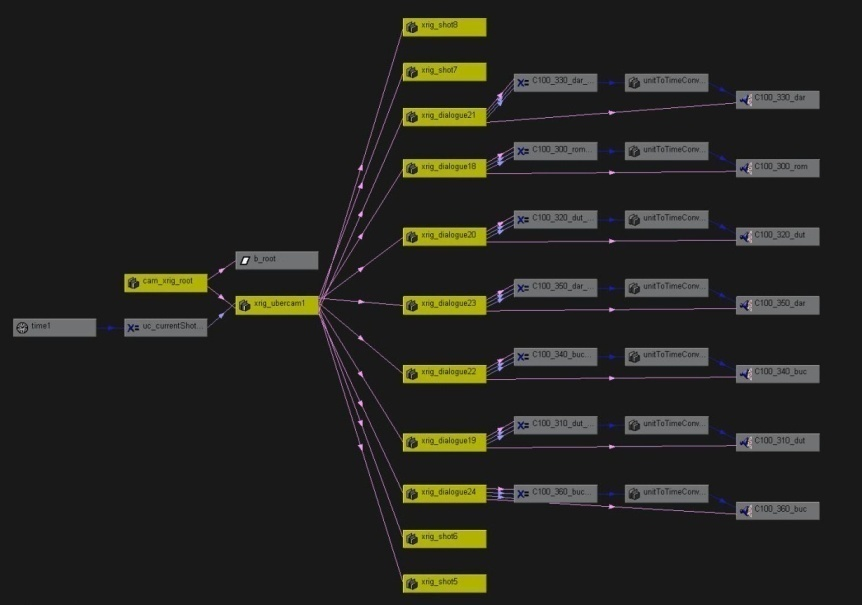 xrig_shot8
xrig_shot7
C100_330_dar_...
unitToTimeConv...
C100_330_dar
xrig_dialogue21
C100_300_rom...
unitToTimeConv...
C100_300_rom
xrig_dialogue18
C100_320_dut_...
unitToTimeConv...
C100_320_dut
xrig_dialogue20
b_root
cam_xrig_root
C100_350_dar_...
unitToTimeConv...
C100_350_dar
xrig_ubercam1
xrig_dialogue23
time1
uc_currentShot...
C100_340_buc...
unitToTimeConv...
C100_340_buc
xrig_dialogue22
C100_310_dut_...
unitToTimeConv...
C100_310_dut
xrig_dialogue19
xrig_dialogue24
C100_360_buc...
unitToTimeConv...
C100_360_buc
xrig_shot6
xrig_shot5